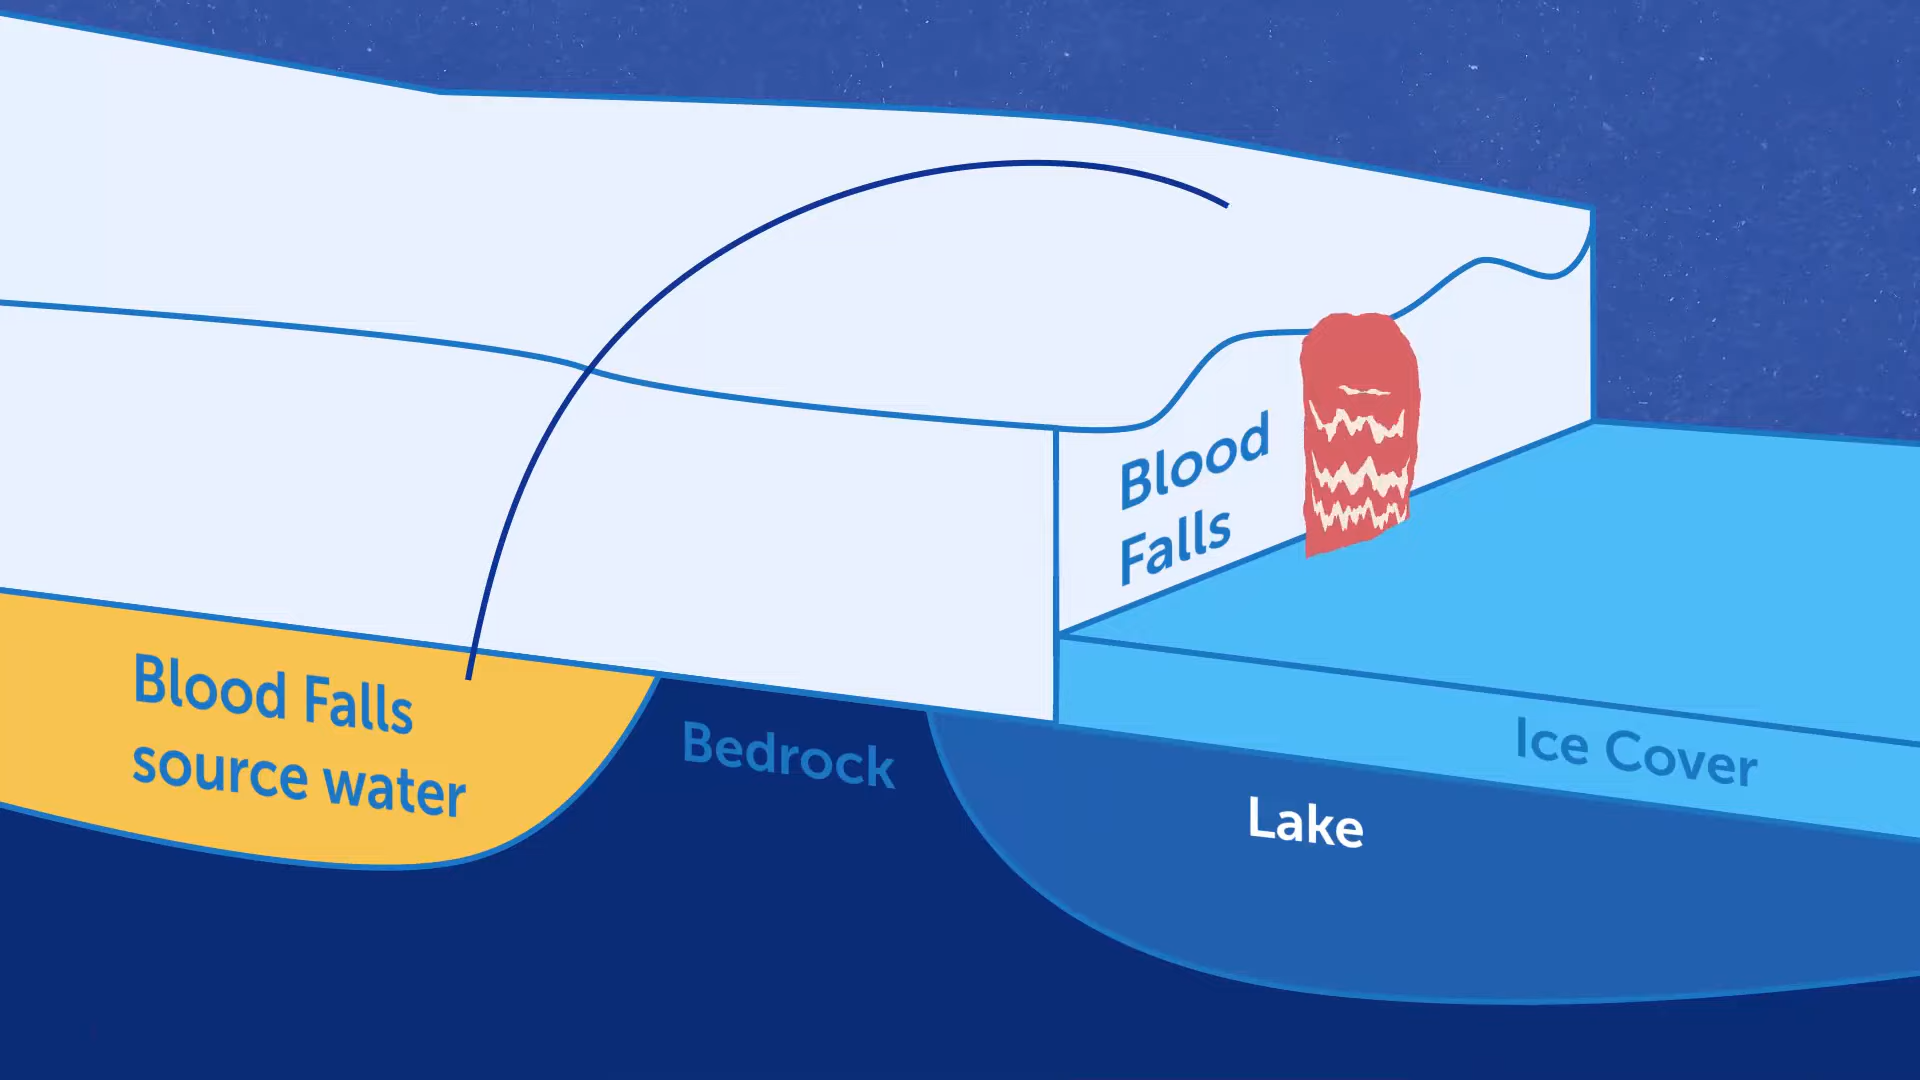 Blood
Falls
Blood Falls
source water
Bedrock
Ice Cover
Lake